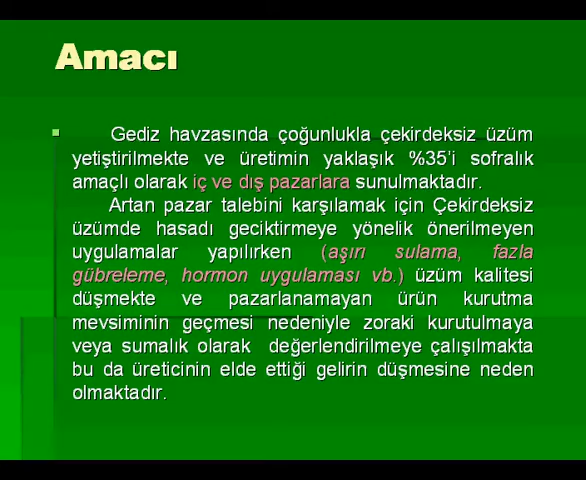 Amacı
Gediz havzasında çoğunlukla çekirdeksiz üzüm
yetiştirilmekte ve üretimin yaklaşık %35'i sofralık
amaçlı olarak iç ve dış pazarlara sunulmaktadır.
Artan pazar talebini karşılamak için Çekirdeksiz
üzümde hasadı geciktirmeye yönelik önerilmeyen
uygulamalar yapılırken (aşırı sulama, fazla
gübreleme, hormon uygulaması vb.) üzüm kalitesi
düşmekte ve pazarlanamayan ürün kurutma
mevsiminin geçmesi nedeniyle zoraki kurutulmaya
veya sumalık olarak değerlendirilmeye çalışılmakta
bu da üreticinin elde ettiği gelirin düşmesine neden
olmaktadır.